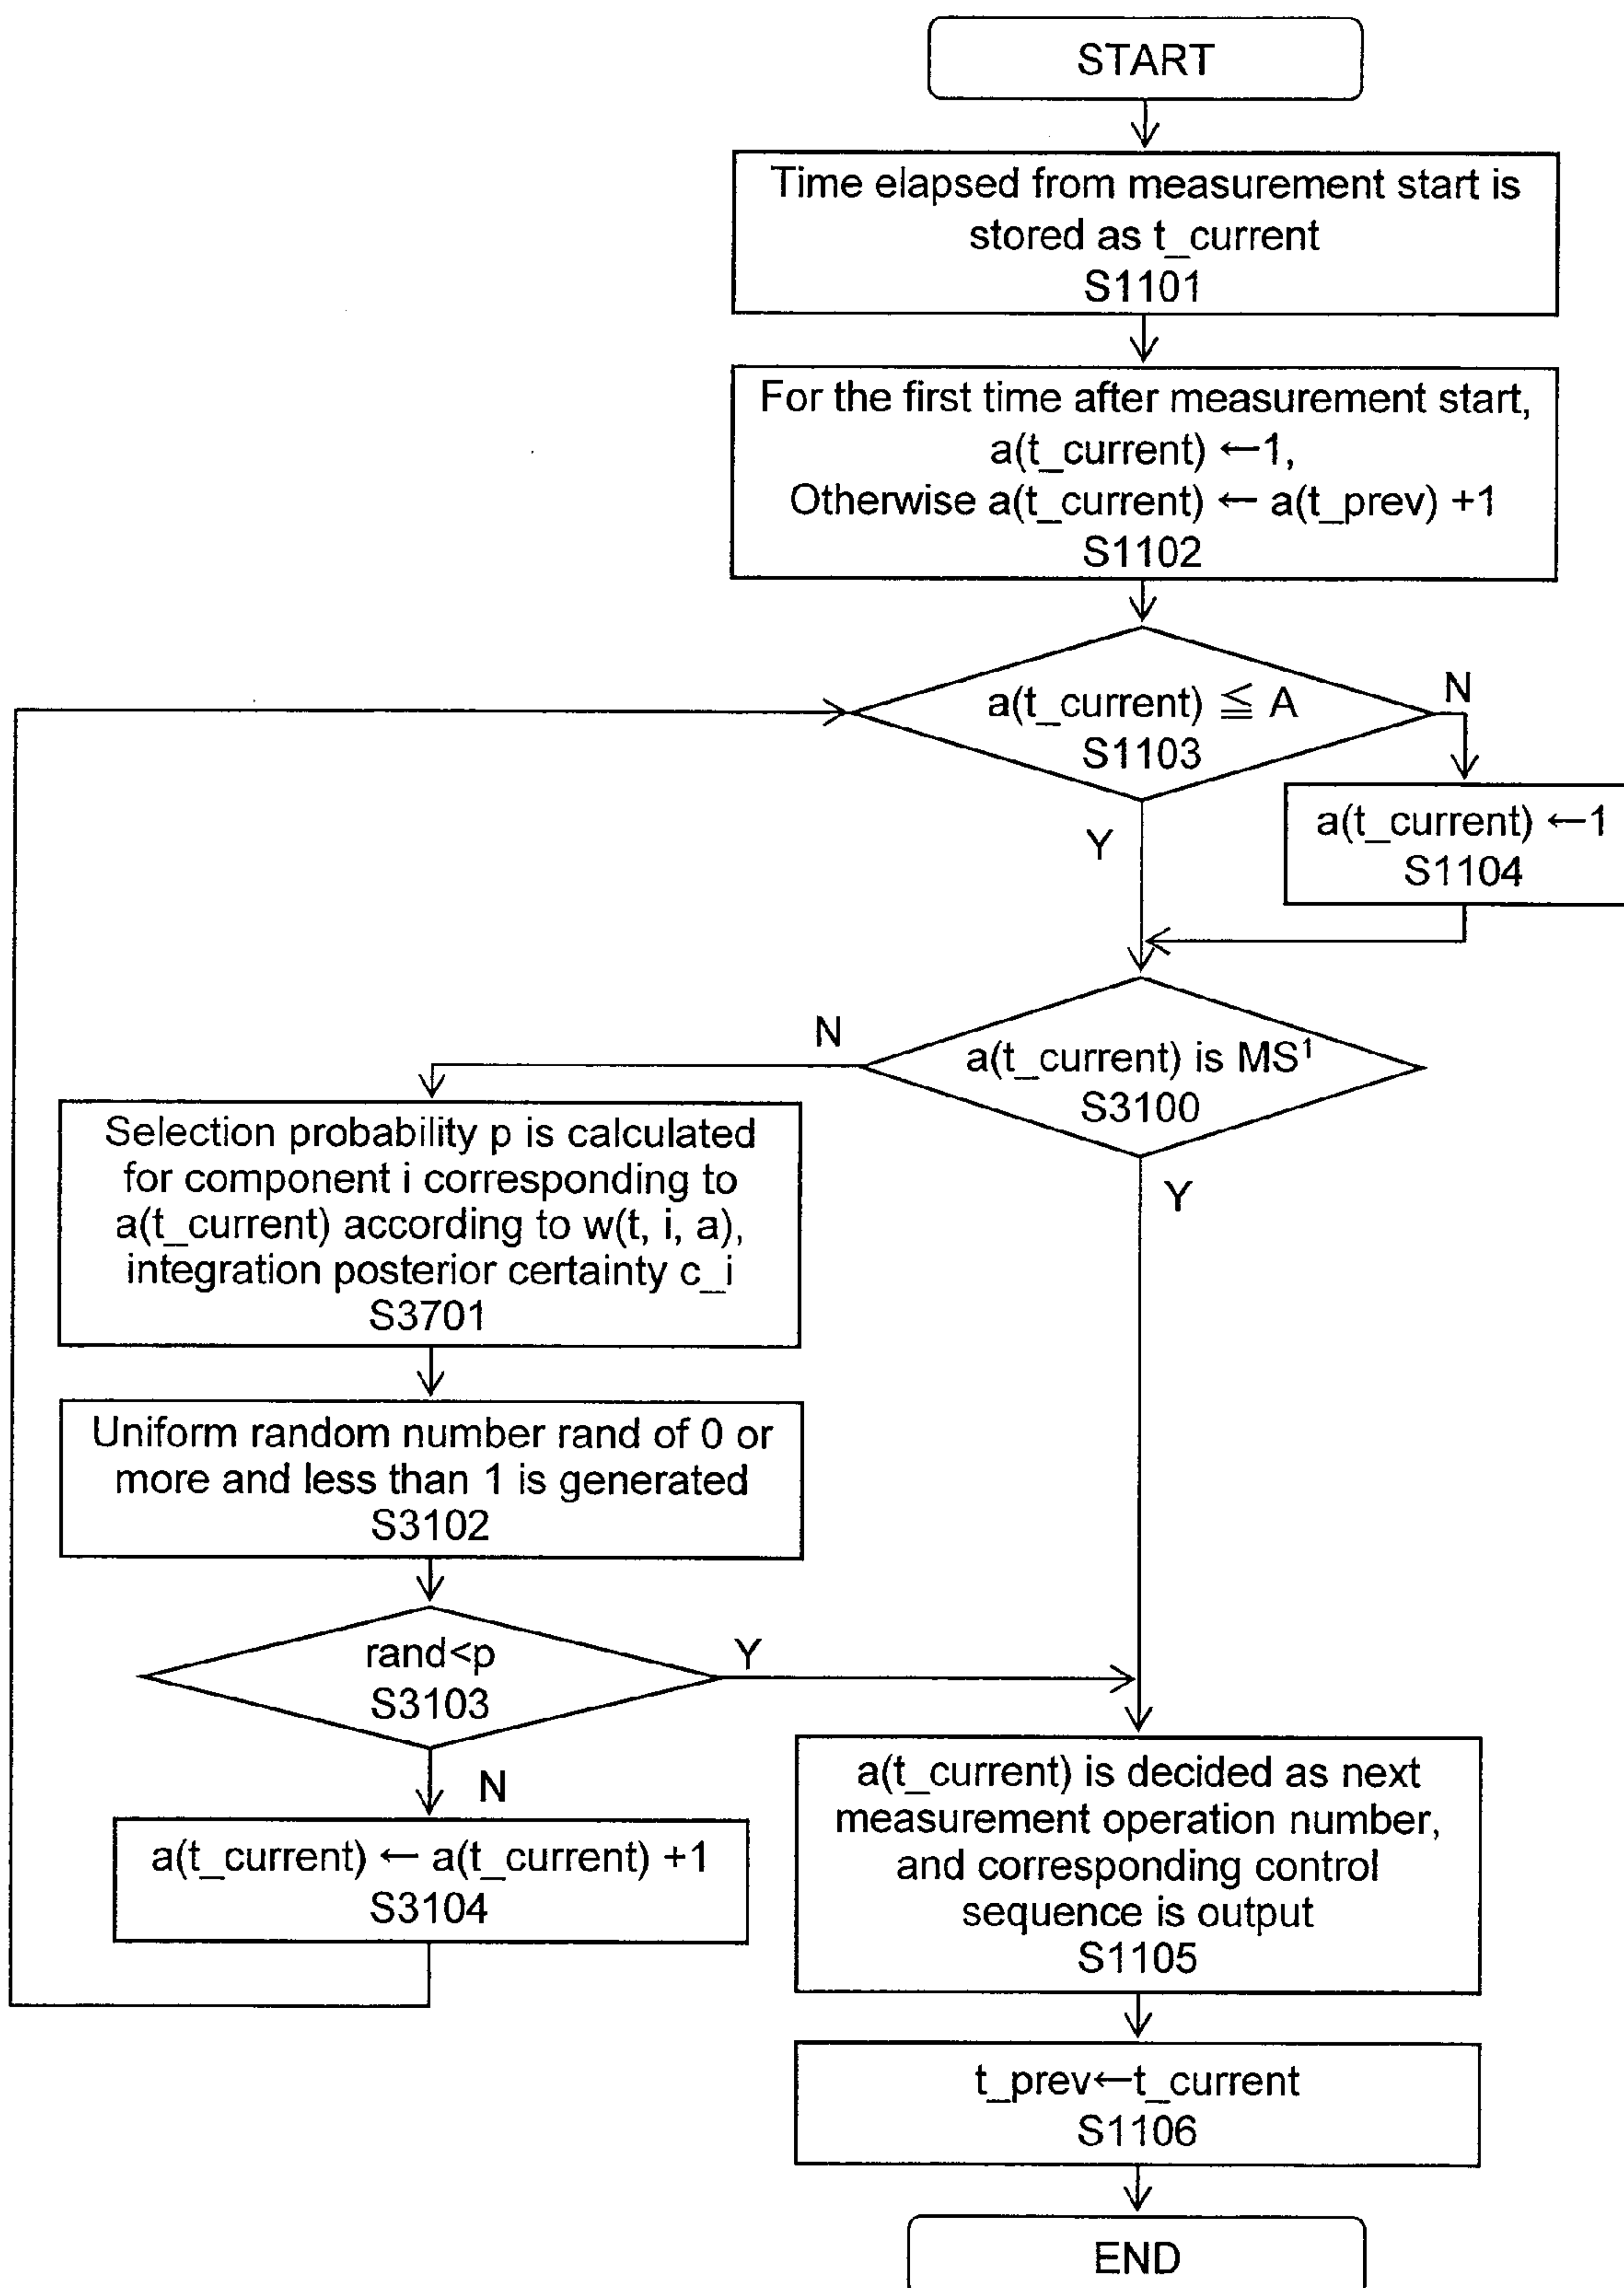 START
Time elapsed from measurement start is
stored as t_current
S1101
For the first time after measurement start,
a(t_current) ←1,
Otherwise a(t_current) ← a(t_prev) +1
S1102
a(t_current) ≦ A
S1103
N
Y
a(t_current) ←1
S1104
a(t_current) is MS¹
S3100
N
Y
Selection probability p is calculated
for component i corresponding to
a(t_current) according to w(t, i, a),
integration posterior certainty c_i
S3701
Uniform random number rand of 0 or
more and less than 1 is generated
S3102
rand<p
S3103
Y
N
a(t_current) ← a(t_current) +1
S3104
a(t_current) is decided as next
measurement operation number,
and corresponding control
sequence is output
S1105
t_prev←t_current
S1106
END